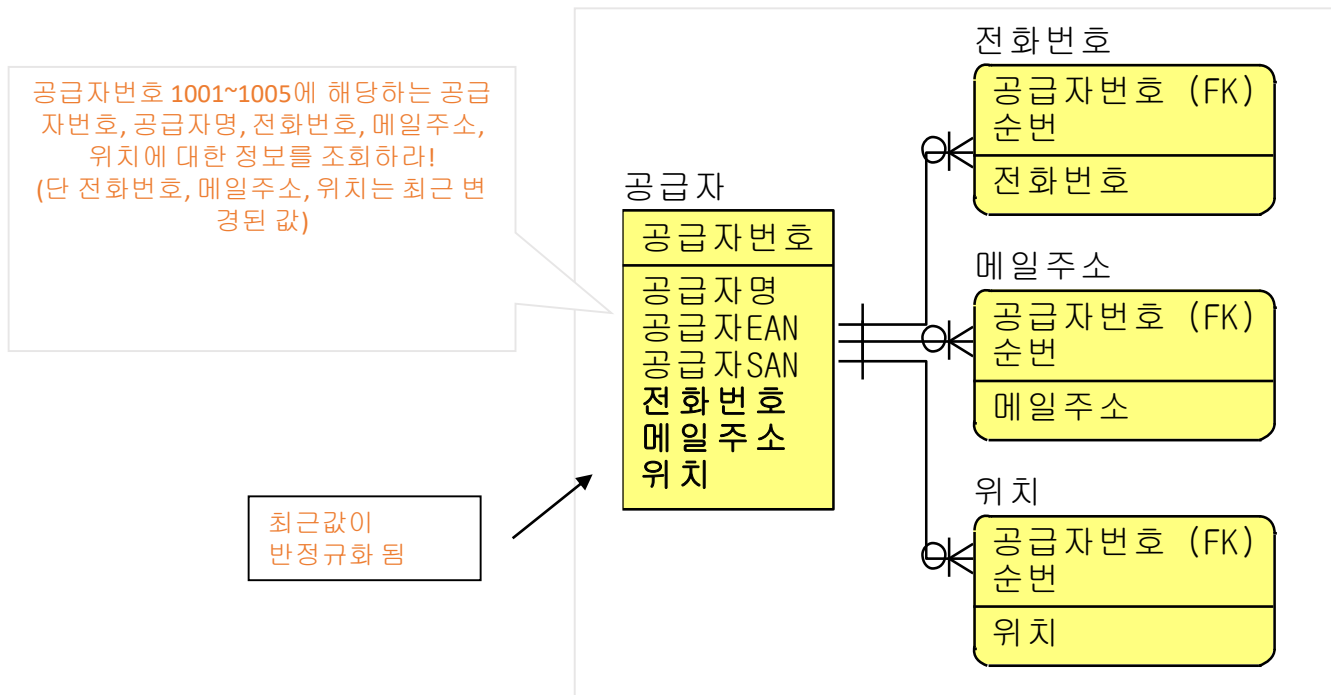 공급자번호 1001~1005에 해당하는 공급
자번호, 공급자명, 전화번호, 메일주소,
위치에 대한 정보를 조회하라!
(단 전화번호, 메일주소, 위치는 최근 변
경된 값)
최근값이
반정규화 됨
공급자
공급자번호
공급자명
공급자EAN
공급자SAN
전화번호
메일주소
위치
전화번호
공급자번호 (FK)
순번
전화번호
메일주소
공급자번호 (FK)
순번
메일주소
위치
공급자번호 (FK)
순번
위치